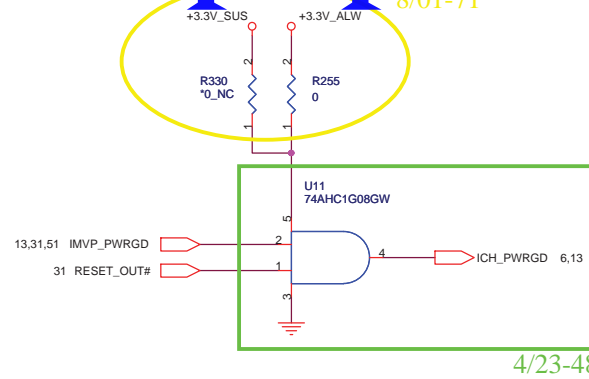 8/01-71
+3.3V_SUS +3.3V_ALW
2 2
R330 R255
*0_NC 0
1 1
U11
74AHC1G08GW
5
13,31,51 IMVP_PWRGD 2
4 ICH_PWRGD 6,13
31 RESET_OUT# 1
3
4/23-48